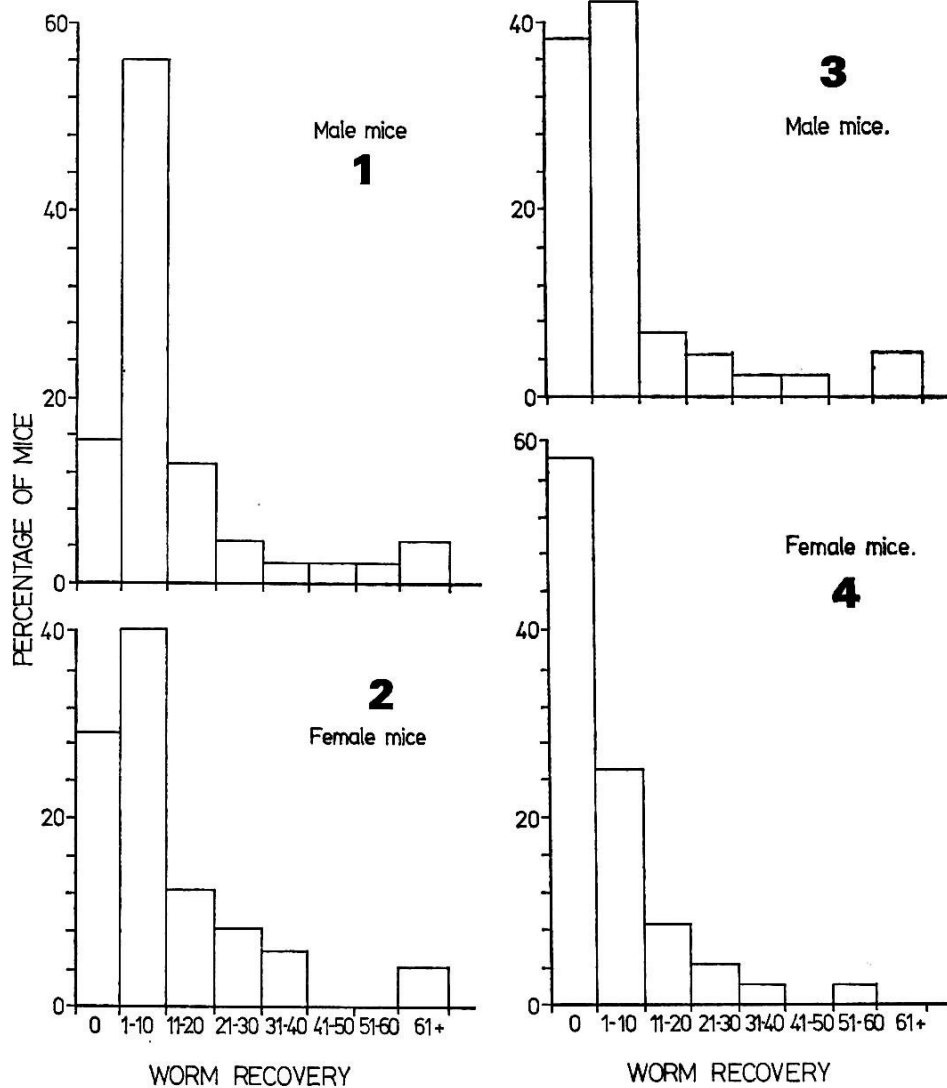 60
40
20
0
Male mice
1
PERCENTAGE OF MICE
40
20
0
2
Female mice
0 1-10 11-20 21-30 31-40 41-50 51-60 61+
WORM RECOVERY
40
20
0
3
Male mice.
60
40
20
0
Female mice.
4
0 1-10 11-20 21-30 31-40 41-50 51-60 61+
WORM RECOVERY